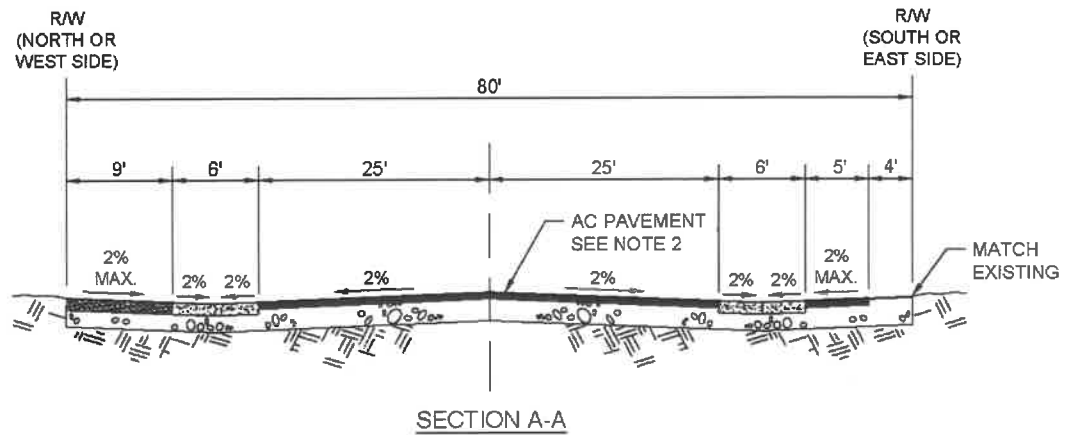 R/W
(NORTH OR
WEST SIDE)
R/W
(SOUTH OR
EAST SIDE)
80'
9'
6'
25'
25'
6'
5'
4'
AC PAVEMENT
SEE NOTE 2
MATCH
EXISTING
2%
MAX.
2%
2%
2%
2%
2%
2%
2%
MAX.
SECTION A-A